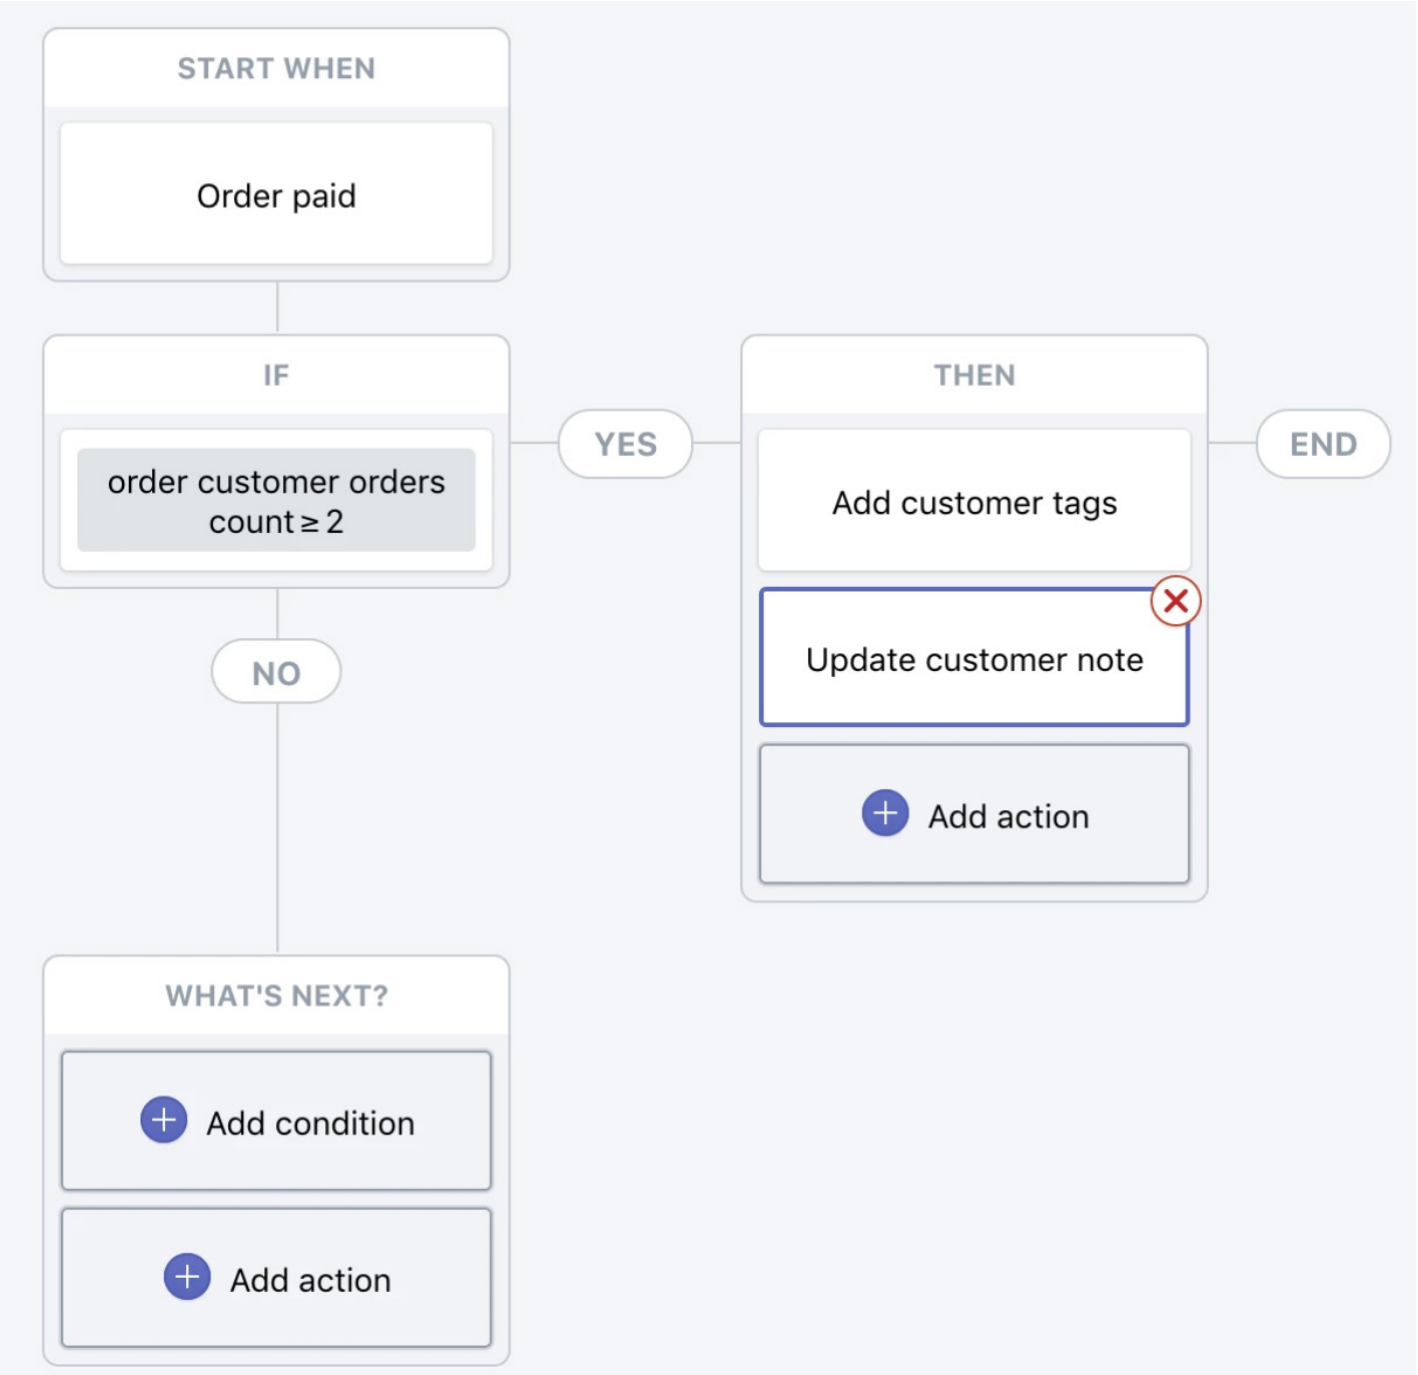 START WHEN
Order paid
IF
order customer orders
count ≥ 2
YES
THEN
Add customer tags
Update customer note
Add action
END
NO
WHAT'S NEXT?
Add condition
Add action